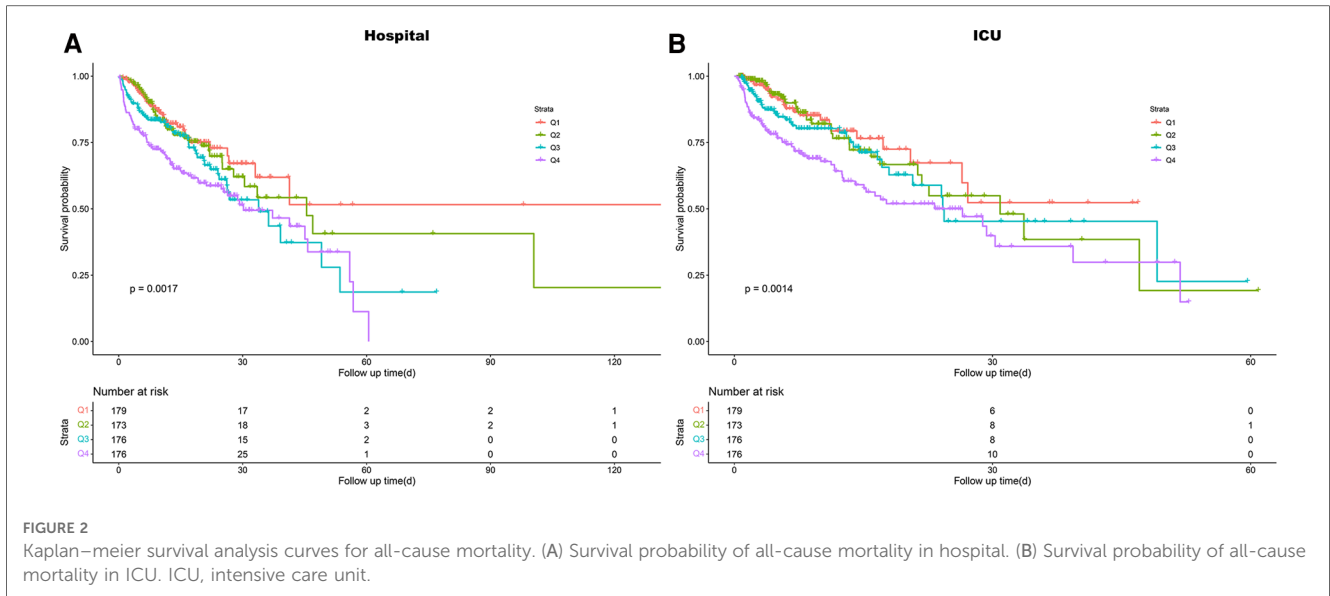 A
Hospital
1.00
0.75
0.50
0.25
0.00
Survival probability
Strata
Q1
Q2
Q3
Q4
p = 0.0017
0 30 60 90 120
Follow up time(d)
Number at risk
Strata
Q1 179 17 2 2 1
Q2 173 18 3 2 1
Q3 176 15 2 0 0
Q4 176 25 1 0 0
0 30 60 90 120
Follow up time(d)
B
ICU
1.00
0.75
0.50
0.25
0.00
Survival probability
Strata
Q1
Q2
Q3
Q4
p = 0.0014
0 30 60
Follow up time(d)
Number at risk
Strata
Q1 179 6 0
Q2 173 8 1
Q3 176 8 0
Q4 176 10 0
0 30 60
Follow up time(d)
FIGURE 2
Kaplan–meier survival analysis curves for all-cause mortality. (A) Survival probability of all-cause mortality in hospital. (B) Survival probability of all-cause
mortality in ICU. ICU, intensive care unit.